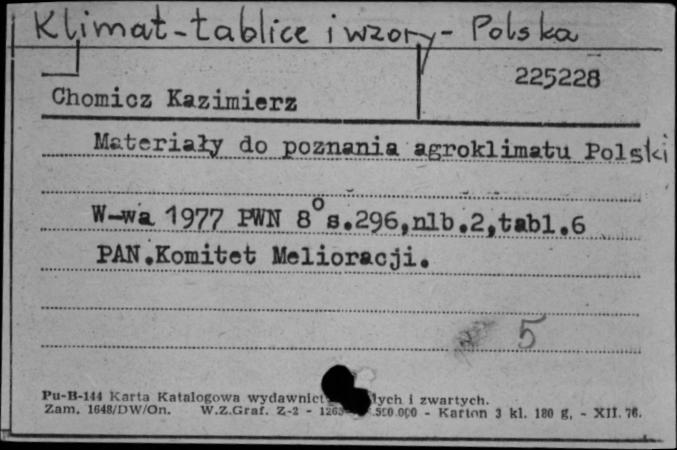 Klimat-tablice i wzory - Polska
225228
Chomicz Kazimierz
Materiały do poznania agroklimatu Polski
W-wa 1977 PWN 8° s.296,nlb.2,tabl.6
PAN.Komitet Melioracji.
5
Pu-B-144 Karta Katalogowa wydawnict łych i zwartych.
Zam. 1648/DW/On. W.Z.Graf. Z-2 - .500.000 - Karton 3 kl. 180 g, - XII. 76.